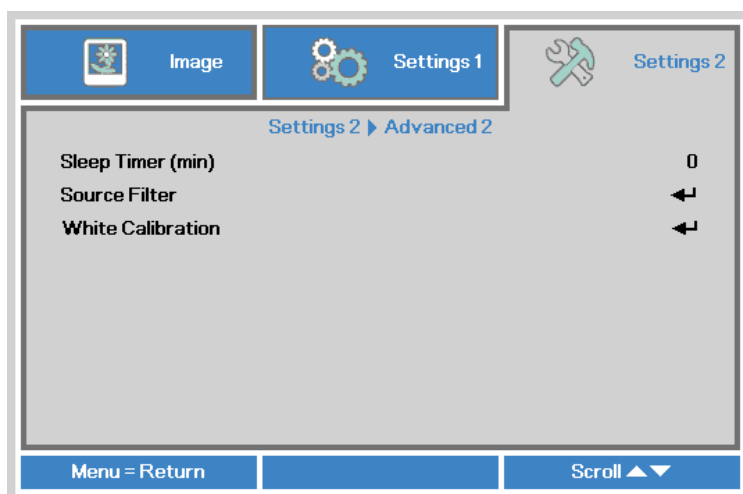 Image
Settings 1
Settings 2
Settings 2 ▶ Advanced 2
Sleep Timer (min) 0
Source Filter
White Calibration
Menu = Return
Scroll ▲▼